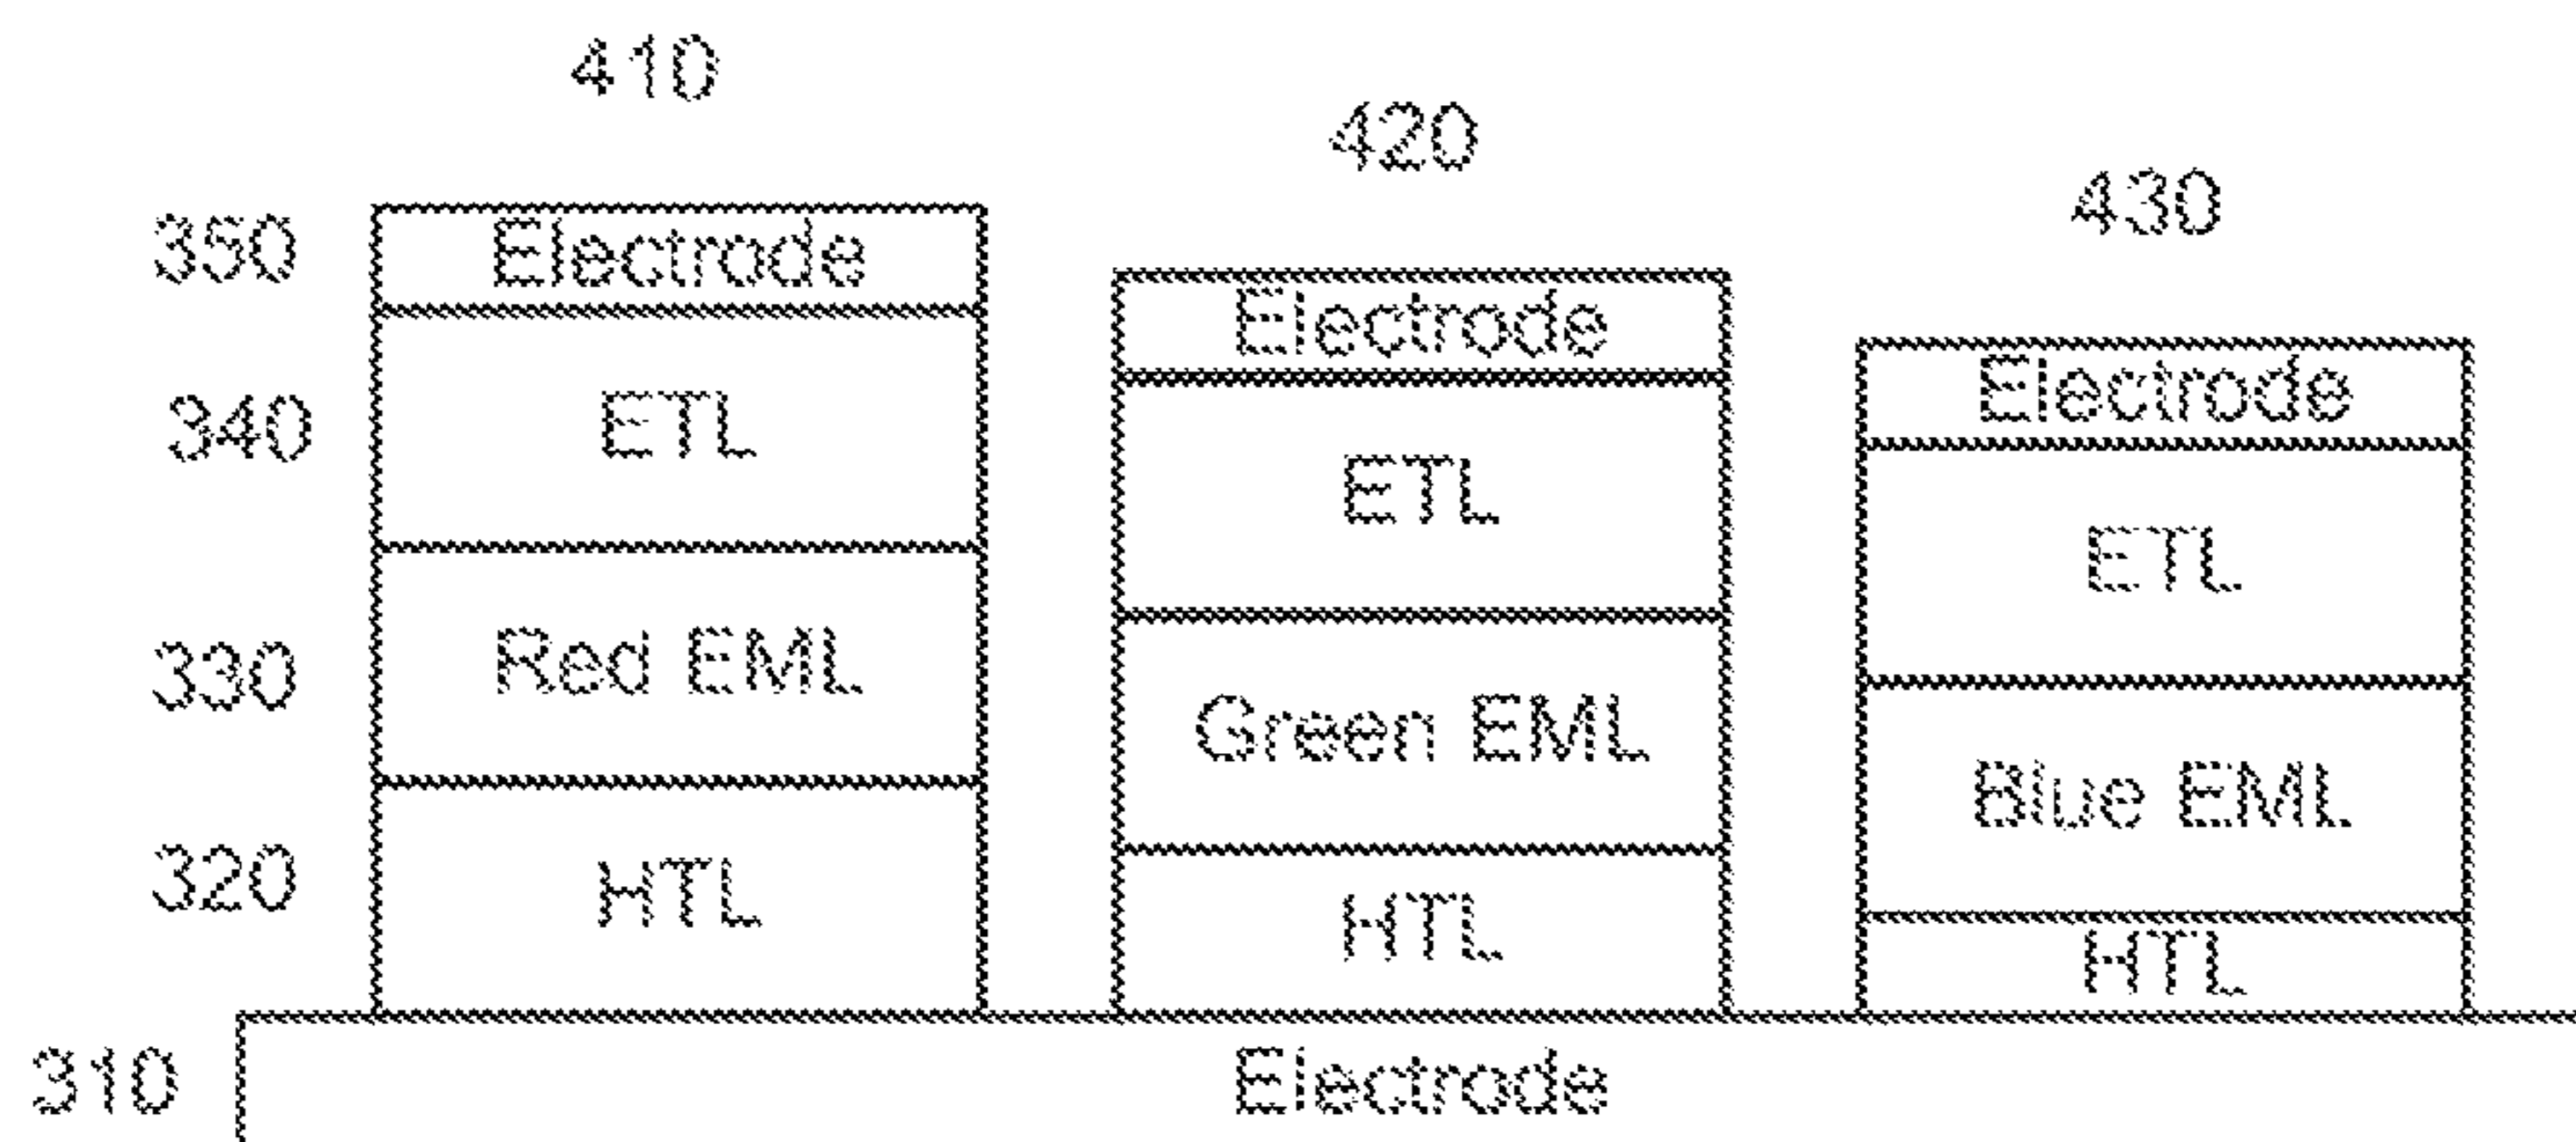 410
420
430
350
Electrode
Electrode
Electrode
340
ETL
ETL
ETL
330
Red EML
Green EML
Blue EML
320
HTL
HTL
HTL
310
Electrode